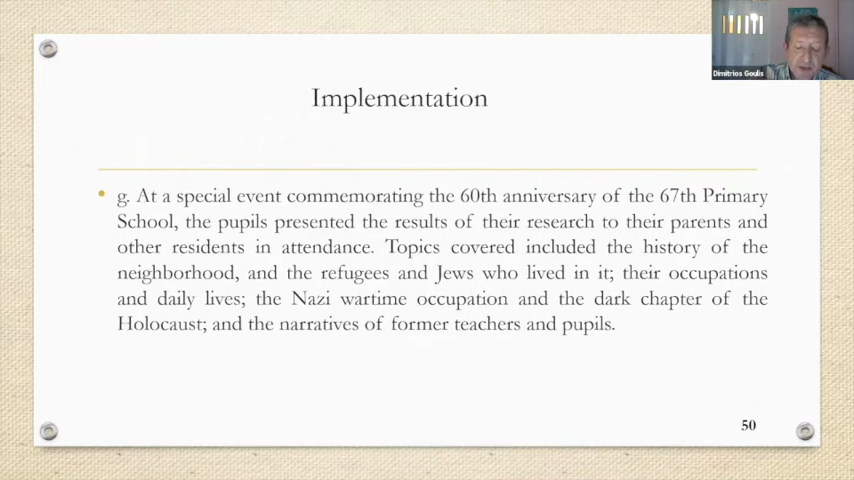 Dimitrios Goulis
Implementation
g. At a special event commemorating the 60th anniversary of the 67th Primary
School, the pupils presented the results of their research to their parents and
other residents in attendance. Topics covered included the history of the
neighborhood, and the refugees and Jews who lived in it; their occupations
and daily lives; the Nazi wartime occupation and the dark chapter of the
Holocaust; and the narratives of former teachers and pupils.
50